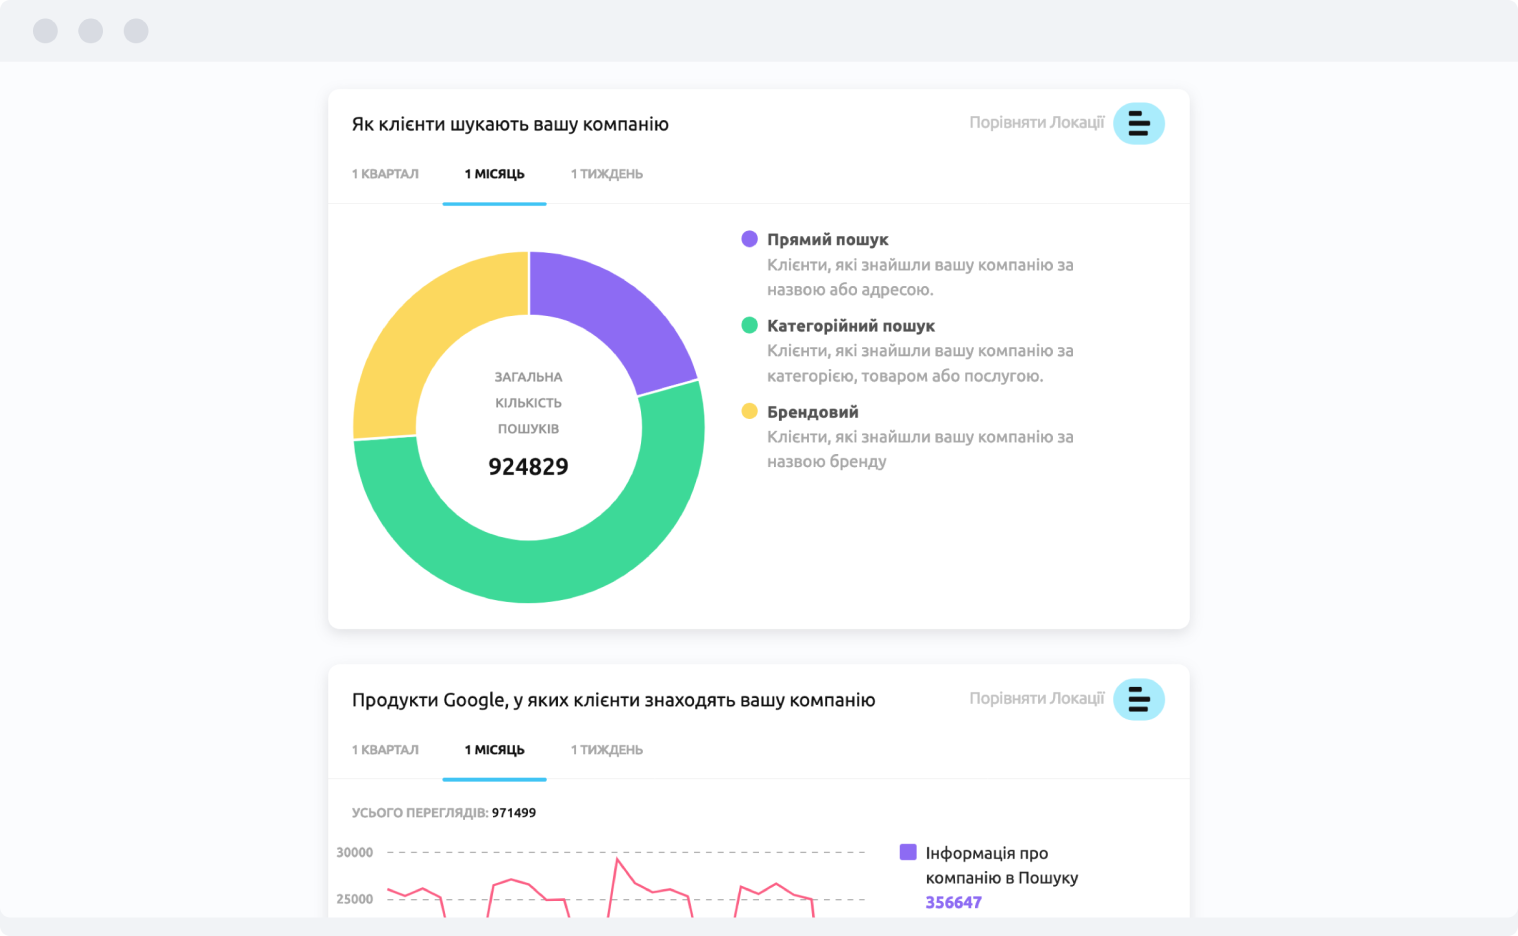 Як клієнти шукають вашу компанію
Порівняти Локації
1 КВАРТАЛ
1 МІСЯЦЬ
1 ТИЖДЕНЬ
ЗАГАЛЬНА
КІЛЬКІСТЬ
ПОШУКІВ
924829
Прямий пошук
Клієнти, які знайшли вашу компанію за
назвою або адресою.
Категорійний пошук
Клієнти, які знайшли вашу компанію за
категорією, товаром або послугою.
Брендовий
Клієнти, які знайшли вашу компанію за
назвою бренду
Продукти Google, у яких клієнти знаходять вашу компанію
Порівняти Локації
1 КВАРТАЛ
1 МІСЯЦЬ
1 ТИЖДЕНЬ
УСЬОГО ПЕРЕГЛЯДІВ: 971499
30000
25000
Інформація про
компанію в Пошуку
356647